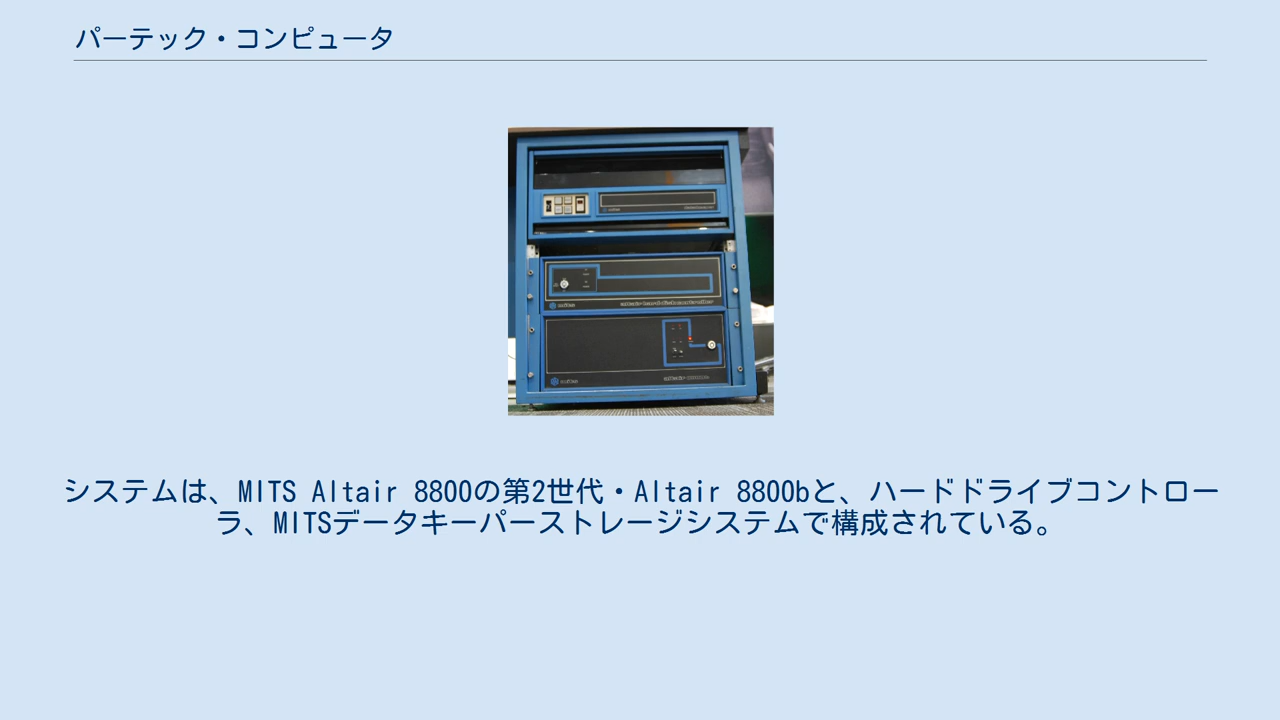 パーテック・コンピュータ
システムは、MITS Altair 8800の第2世代・Altair 8800bと、ハードドライブコントロー
ラ、MITSデータキーパーストレージシステムで構成されている。